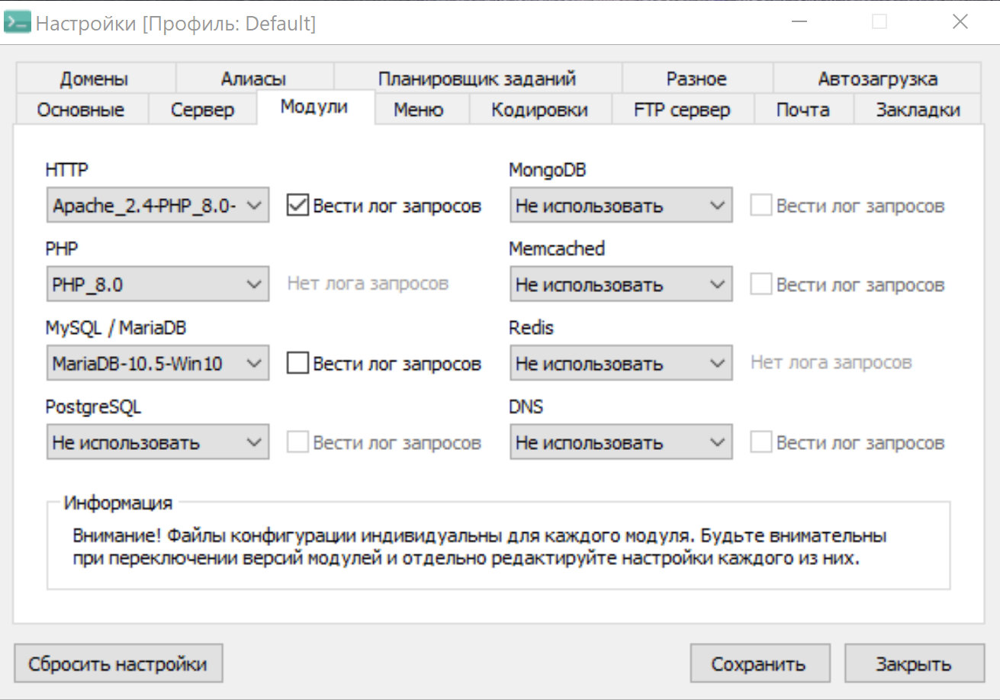 Настройки [Профиль: Default]
Домены Алиасы Планировщик заданий Разное Автозагрузка
Основные Сервер Модули Меню Кодировки FTP сервер Почта Закладки
HTTP
Apache_2.4-PHP_8.0- Вести лог запросов
PHP
PHP_8.0 Нет лога запросов
MySQL / MariaDB
MariaDB-10.5-Win10 Вести лог запросов
PostgreSQL
Не использовать Вести лог запросов
MongoDB
Не использовать Вести лог запросов
Memcached
Не использовать Вести лог запросов
Redis
Не использовать Нет лога запросов
DNS
Не использовать Вести лог запросов
Информация
Внимание! Файлы конфигурации индивидуальны для каждого модуля. Будьте внимательны
при переключении версий модулей и отдельно редактируйте настройки каждого из них.
Сбросить настройки Сохранить Закрыть